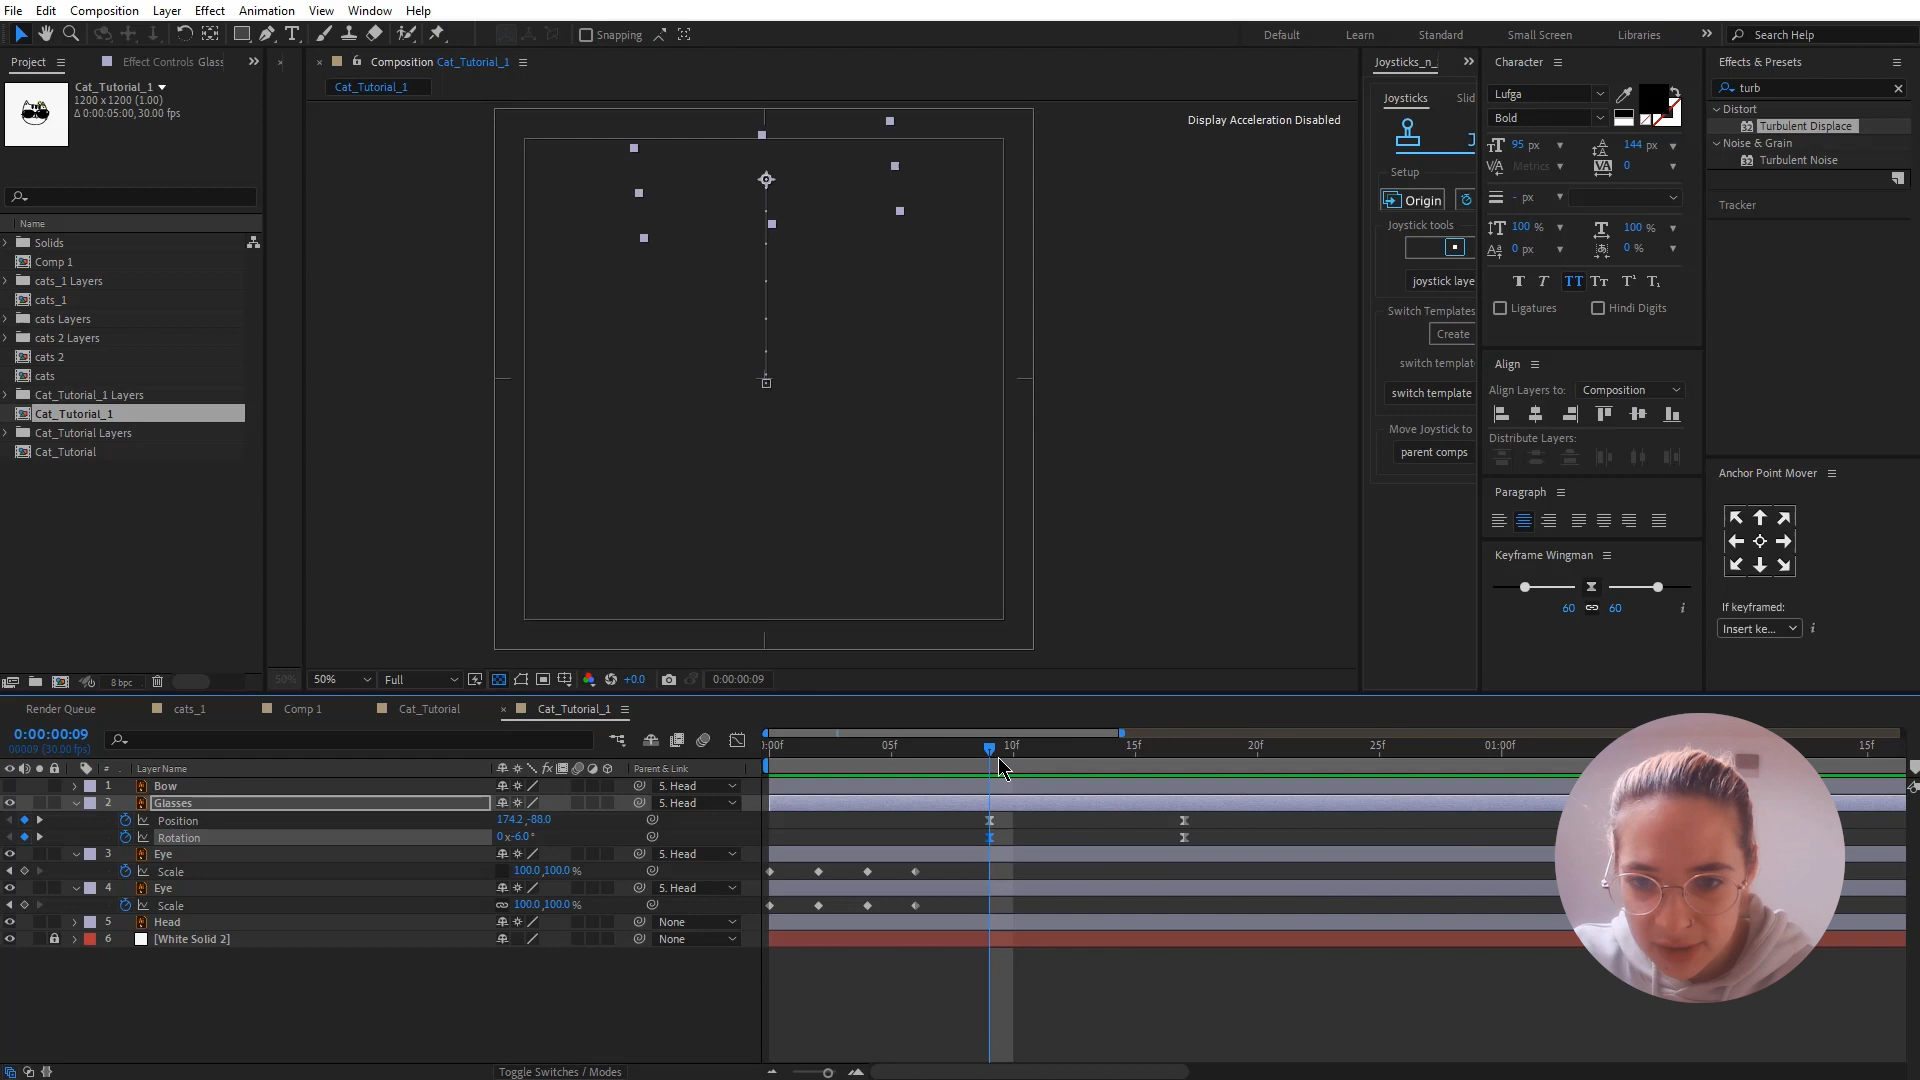 File Edit Composition Layer Effect Animation View Window Help
Snapping
Default Learn Standard Small Screen Libraries Search Help
Project Effect Controls Glass
Composition Cat_Tutorial_1
Cat_Tutorial_1
Cat_Tutorial_1
1200 x 1200 (1.00)
Δ 0:00:05:00, 30.00 fps
Name
Solids
Comp 1
cats_1 Layers
cats_1
cats Layers
cats 2 Layers
cats 2
cats
Cat_Tutorial_1 Layers
Cat_Tutorial_1
Cat_Tutorial Layers
Cat_Tutorial
8 bpc
Display Acceleration Disabled
50%
50% Full +0.0 0:00:00:09
Joysticks_n_
Joysticks Slid
Setup
Origin
Joystick tools
joystick laye
Switch Templates
Create
switch templat
switch template
Move Joystick to
parent comps
Character
Lufga
Bold
95 px 144 px
Metrics 0
- px
100 % 100 %
0 px 0 %
TT Tt T¹ T₁
Ligatures Hindi Digits
Align
Align Layers to: Composition
Distribute Layers:
Paragraph
Keyframe Wingman
60 60
Effects & Presets
turb
Distort
32 Turbulent Displace
Noise & Grain
32 Turbulent Noise
Tracker
Anchor Point Mover
If keyframed:
Insert ke...
Render Queue cats_1 Comp 1 Cat_Tutorial Cat_Tutorial_1
0:00:00:09
00009 (30.00 fps)
# Layer Name Parent & Link
1 Bow 5. Head
2 Glasses 5. Head
Position 174.2,-88.0
Rotation 0x-6.0°
3 Eye 5. Head
Scale 100.0,100.0%
4 Eye 5. Head
Scale 100.0,100.0%
5 Head None
6 [White Solid 2] None
):00f 05f 10f 15f 20f 25f 01:00f 15f
Toggle Switches / Modes